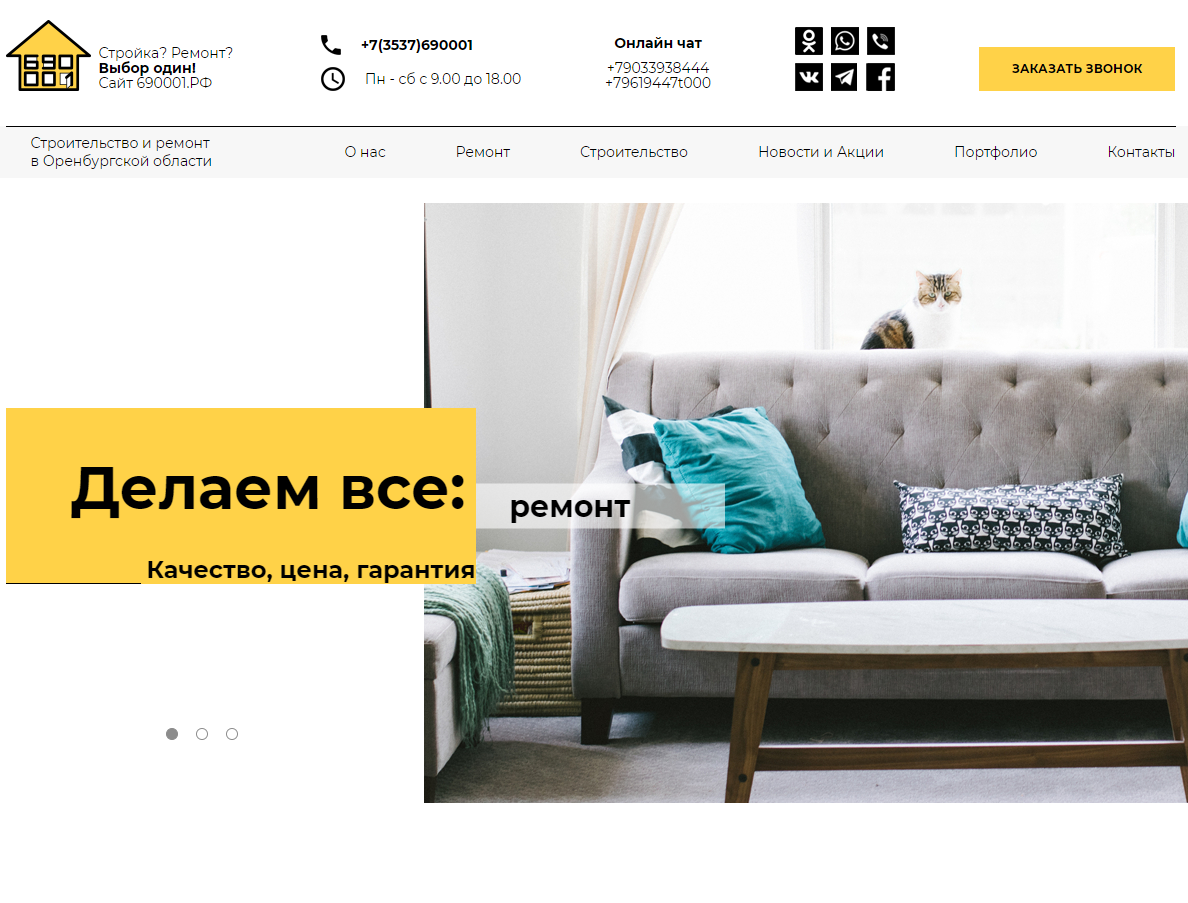 690
001
Стройка? Ремонт?
Выбор один!
Сайт 690001.РФ
+7(3537)690001
Пн - сб с 9.00 до 18.00
Онлайн чат
+79033938444
+79619447t000
ЗАКАЗАТЬ ЗВОНОК
Строительство и ремонт
в Оренбургской области
О нас
Ремонт
Строительство
Новости и Акции
Портфолио
Контакты
Делаем все:
ремонт
Качество, цена, гарантия